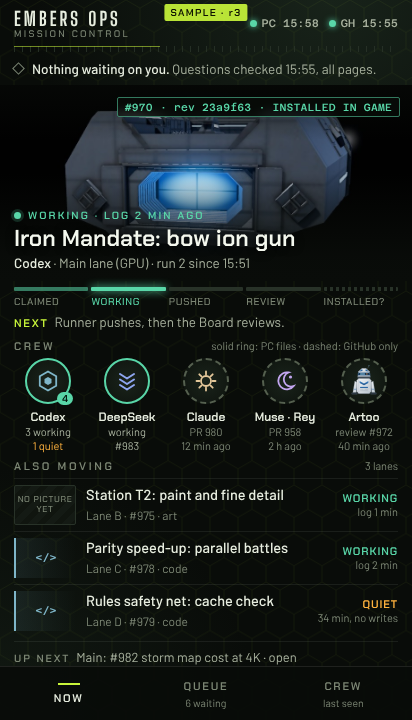 EMBERS OPS
MISSION CONTROL
SAMPLE · r3
PC 15:58 GH 15:55
Nothing waiting on you. Questions checked 15:55, all pages.
#970 · rev 23a9f63 · INSTALLED IN GAME
WORKING · LOG 2 MIN AGO
Iron Mandate: bow ion gun
Codex · Main lane (GPU) · run 2 since 15:51
CLAIMED WORKING PUSHED REVIEW INSTALLED?
NEXT Runner pushes, then the Board reviews.
CREW solid ring: PC files · dashed: GitHub only
4
Codex DeepSeek Claude Muse · Rey Artoo
3 working working PR 980 PR 958 review #972
1 quiet #983 12 min ago 2 h ago 40 min ago
ALSO MOVING 3 lanes
NO PICTURE YET
Station T2: paint and fine detail WORKING
Lane B · #975 · art log 1 min
</> Parity speed-up: parallel battles WORKING
Lane C · #978 · code log 2 min
</> Rules safety net: cache check QUIET
Lane D · #979 · code 34 min, no writes
UP NEXT Main: #982 storm map cost at 4K · open
NOW QUEUE CREW
6 waiting last seen